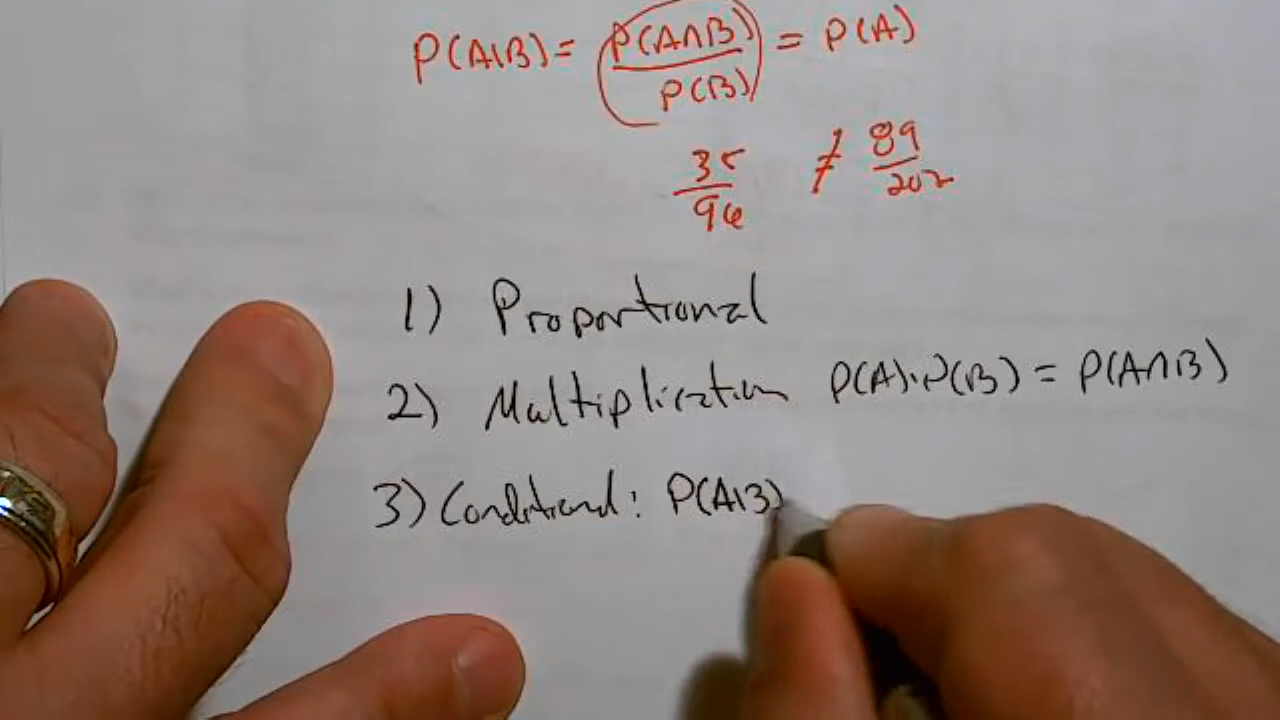 P(A|B) = P(A∩B) / P(B) = P(A)
35/96 ≠ 89/202
1) Proportional
2) Multiplication P(A)·P(B) = P(A∩B)
3) Conditional: P(A|B)